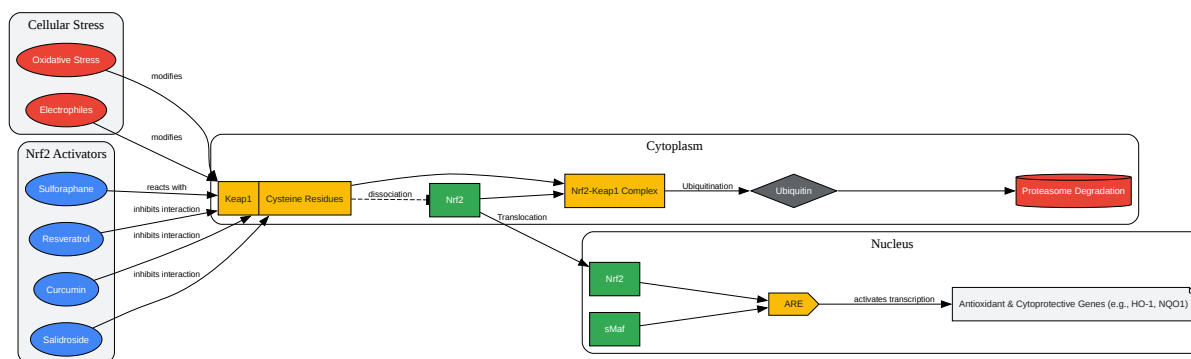 Cellular Stress
Oxidative Stress
modifies
Electrophiles
modifies
Nrf2 Activators
Sulforaphane
reacts with
Resveratrol
inhibits interaction
Curcumin
inhibits interaction
Salidroside
inhibits interaction
Cytoplasm
Keap1
Cysteine Residues
dissociation
Nrf2
Nrf2-Keap1 Complex
Ubiquitination
Ubiquitin
Proteasome Degradation
Translocation
Nucleus
Nrf2
sMaf
ARE
activates transcription
Antioxidant & Cytoprotective Genes (e.g., HO-1, NQO1)